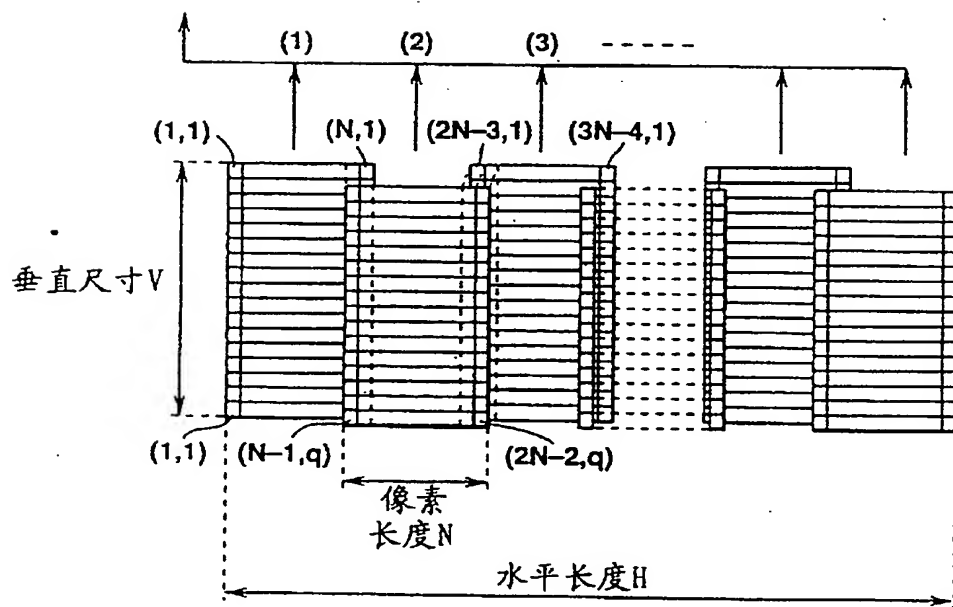 (1) (2) (3)
(1,1) (N,1) (2N-3,1) (3N-4,1)
垂直尺寸V
(1,1) (N-1,q) (2N-2,q)
像素
长度N
水平长度H